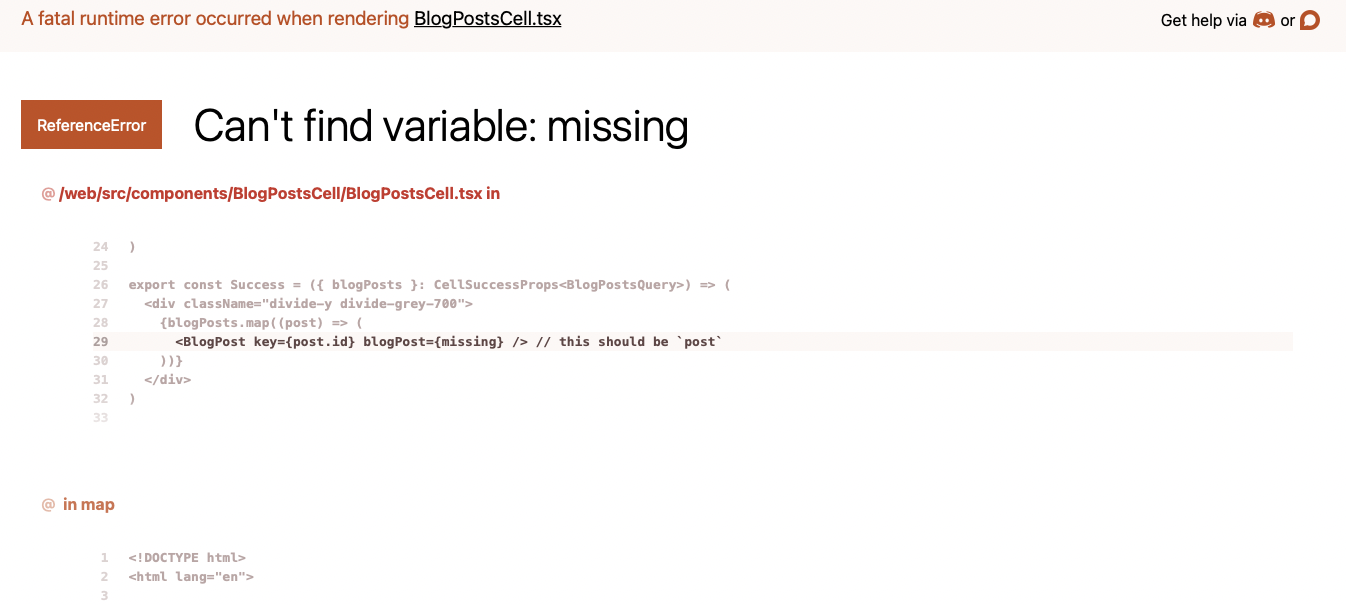 A fatal runtime error occurred when rendering BlogPostsCell.tsx
Get help via or
ReferenceError
Can't find variable: missing
@ /web/src/components/BlogPostsCell/BlogPostsCell.tsx in
24 )
25
26 export const Success = ({ blogPosts }: CellSuccessProps<BlogPostsQuery>) => (
27 <div className="divide-y divide-grey-700">
28 {blogPosts.map((post) => (
29 <BlogPost key={post.id} blogPost={missing} /> // this should be `post`
30 ))}
31 </div>
32 )
33
@ in map
1 <!DOCTYPE html>
2 <html lang="en">
3